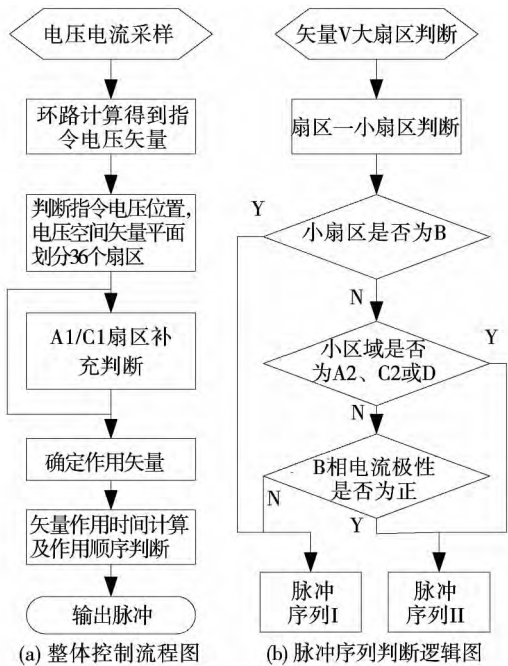 电压电流采样
环路计算得到指
令电压矢量
判断指令电压位置，
电压空间矢量平面
划分36个扇区
A1/C1扇区补
充判断
确定作用矢量
矢量作用时间计算
及作用顺序判断
输出脉冲
(a) 整体控制流程图
矢量V大扇区判断
扇区一小扇区判断
Y
小扇区是否为B
N
Y
小区域是否
为A2、C2或D
N
B相电流极性
是否为正
N
Y
脉冲
序列I
脉冲
序列II
(b) 脉冲序列判断逻辑图